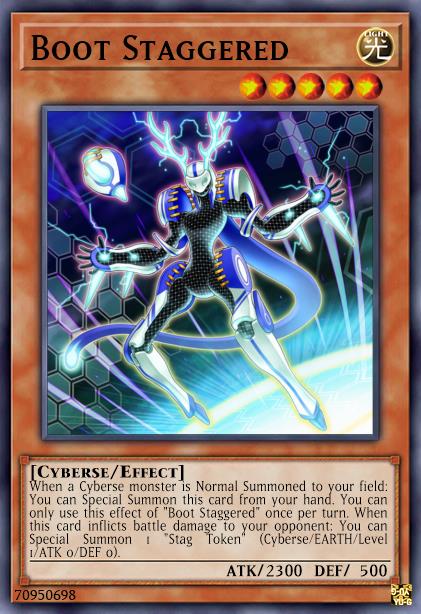 BOOT STAGGERED
LIGHT
光
[CYBERSE/EFFECT]
When a Cyberse monster is Normal Summoned to your field:
You can Special Summon this card from your hand. You can
only use this effect of "Boot Staggered" once per turn. When
this card inflicts battle damage to your opponent: You can
Special Summon 1 "Stag Token" (Cyberse/EARTH/Level
1/ATK 0/DEF 0).
ATK/2300 DEF/ 500
70950698